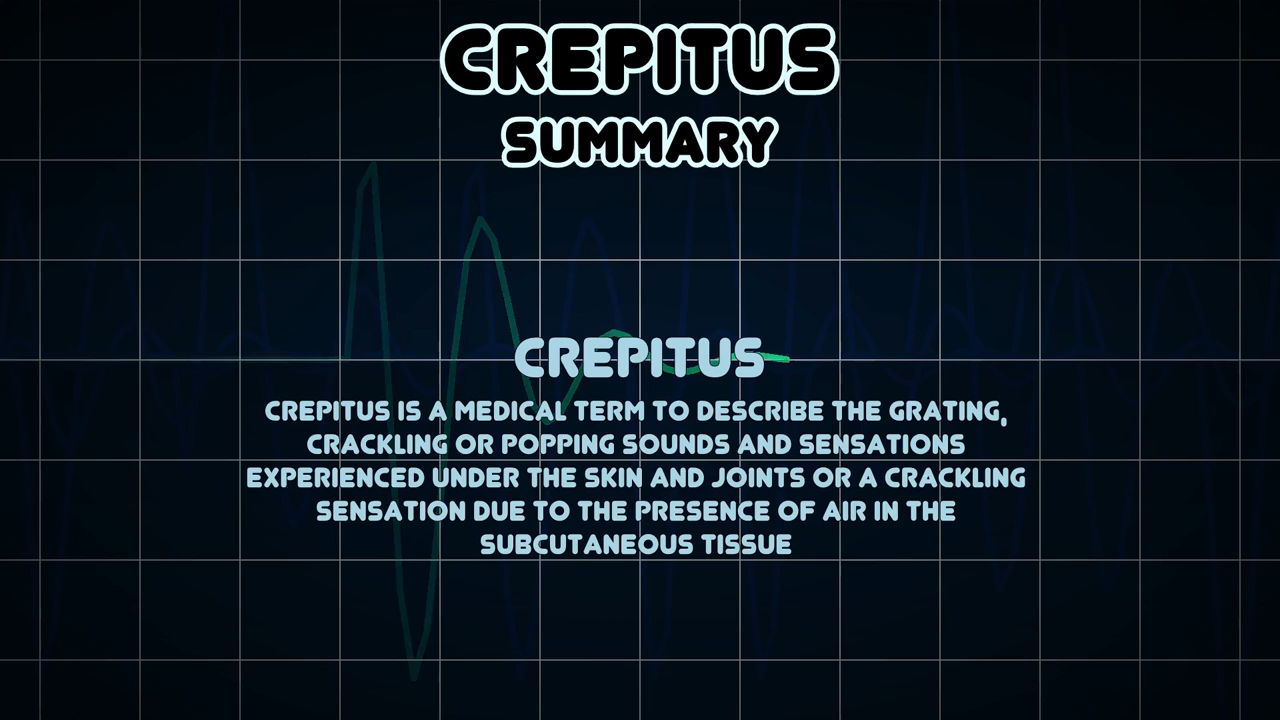 CREPITUS
SUMMARY
CREPITUS
CREPITUS IS A MEDICAL TERM TO DESCRIBE THE GRATING,
CRACKLING OR POPPING SOUNDS AND SENSATIONS
EXPERIENCED UNDER THE SKIN AND JOINTS OR A CRACKLING
SENSATION DUE TO THE PRESENCE OF AIR IN THE
SUBCUTANEOUS TISSUE